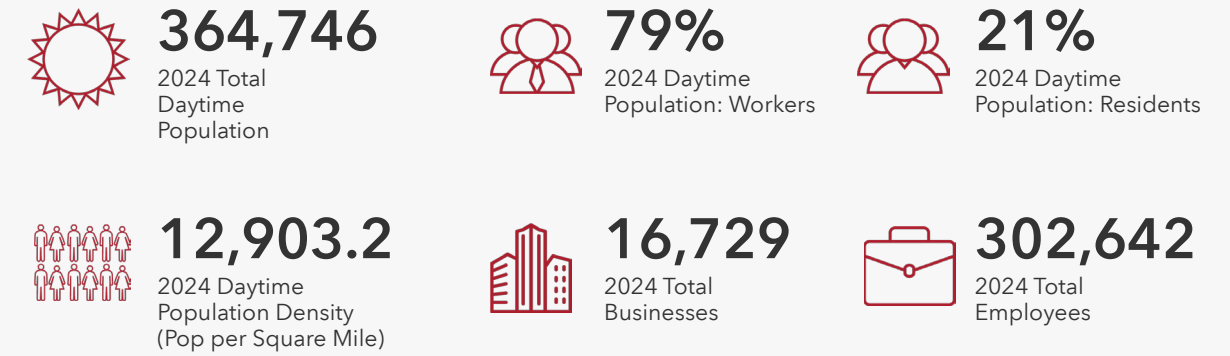 364,746
2024 Total
Daytime
Population
79%
2024 Daytime
Population: Workers
21%
2024 Daytime
Population: Residents
12,903.2
2024 Daytime
Population Density
(Pop per Square Mile)
16,729
2024 Total
Businesses
302,642
2024 Total
Employees